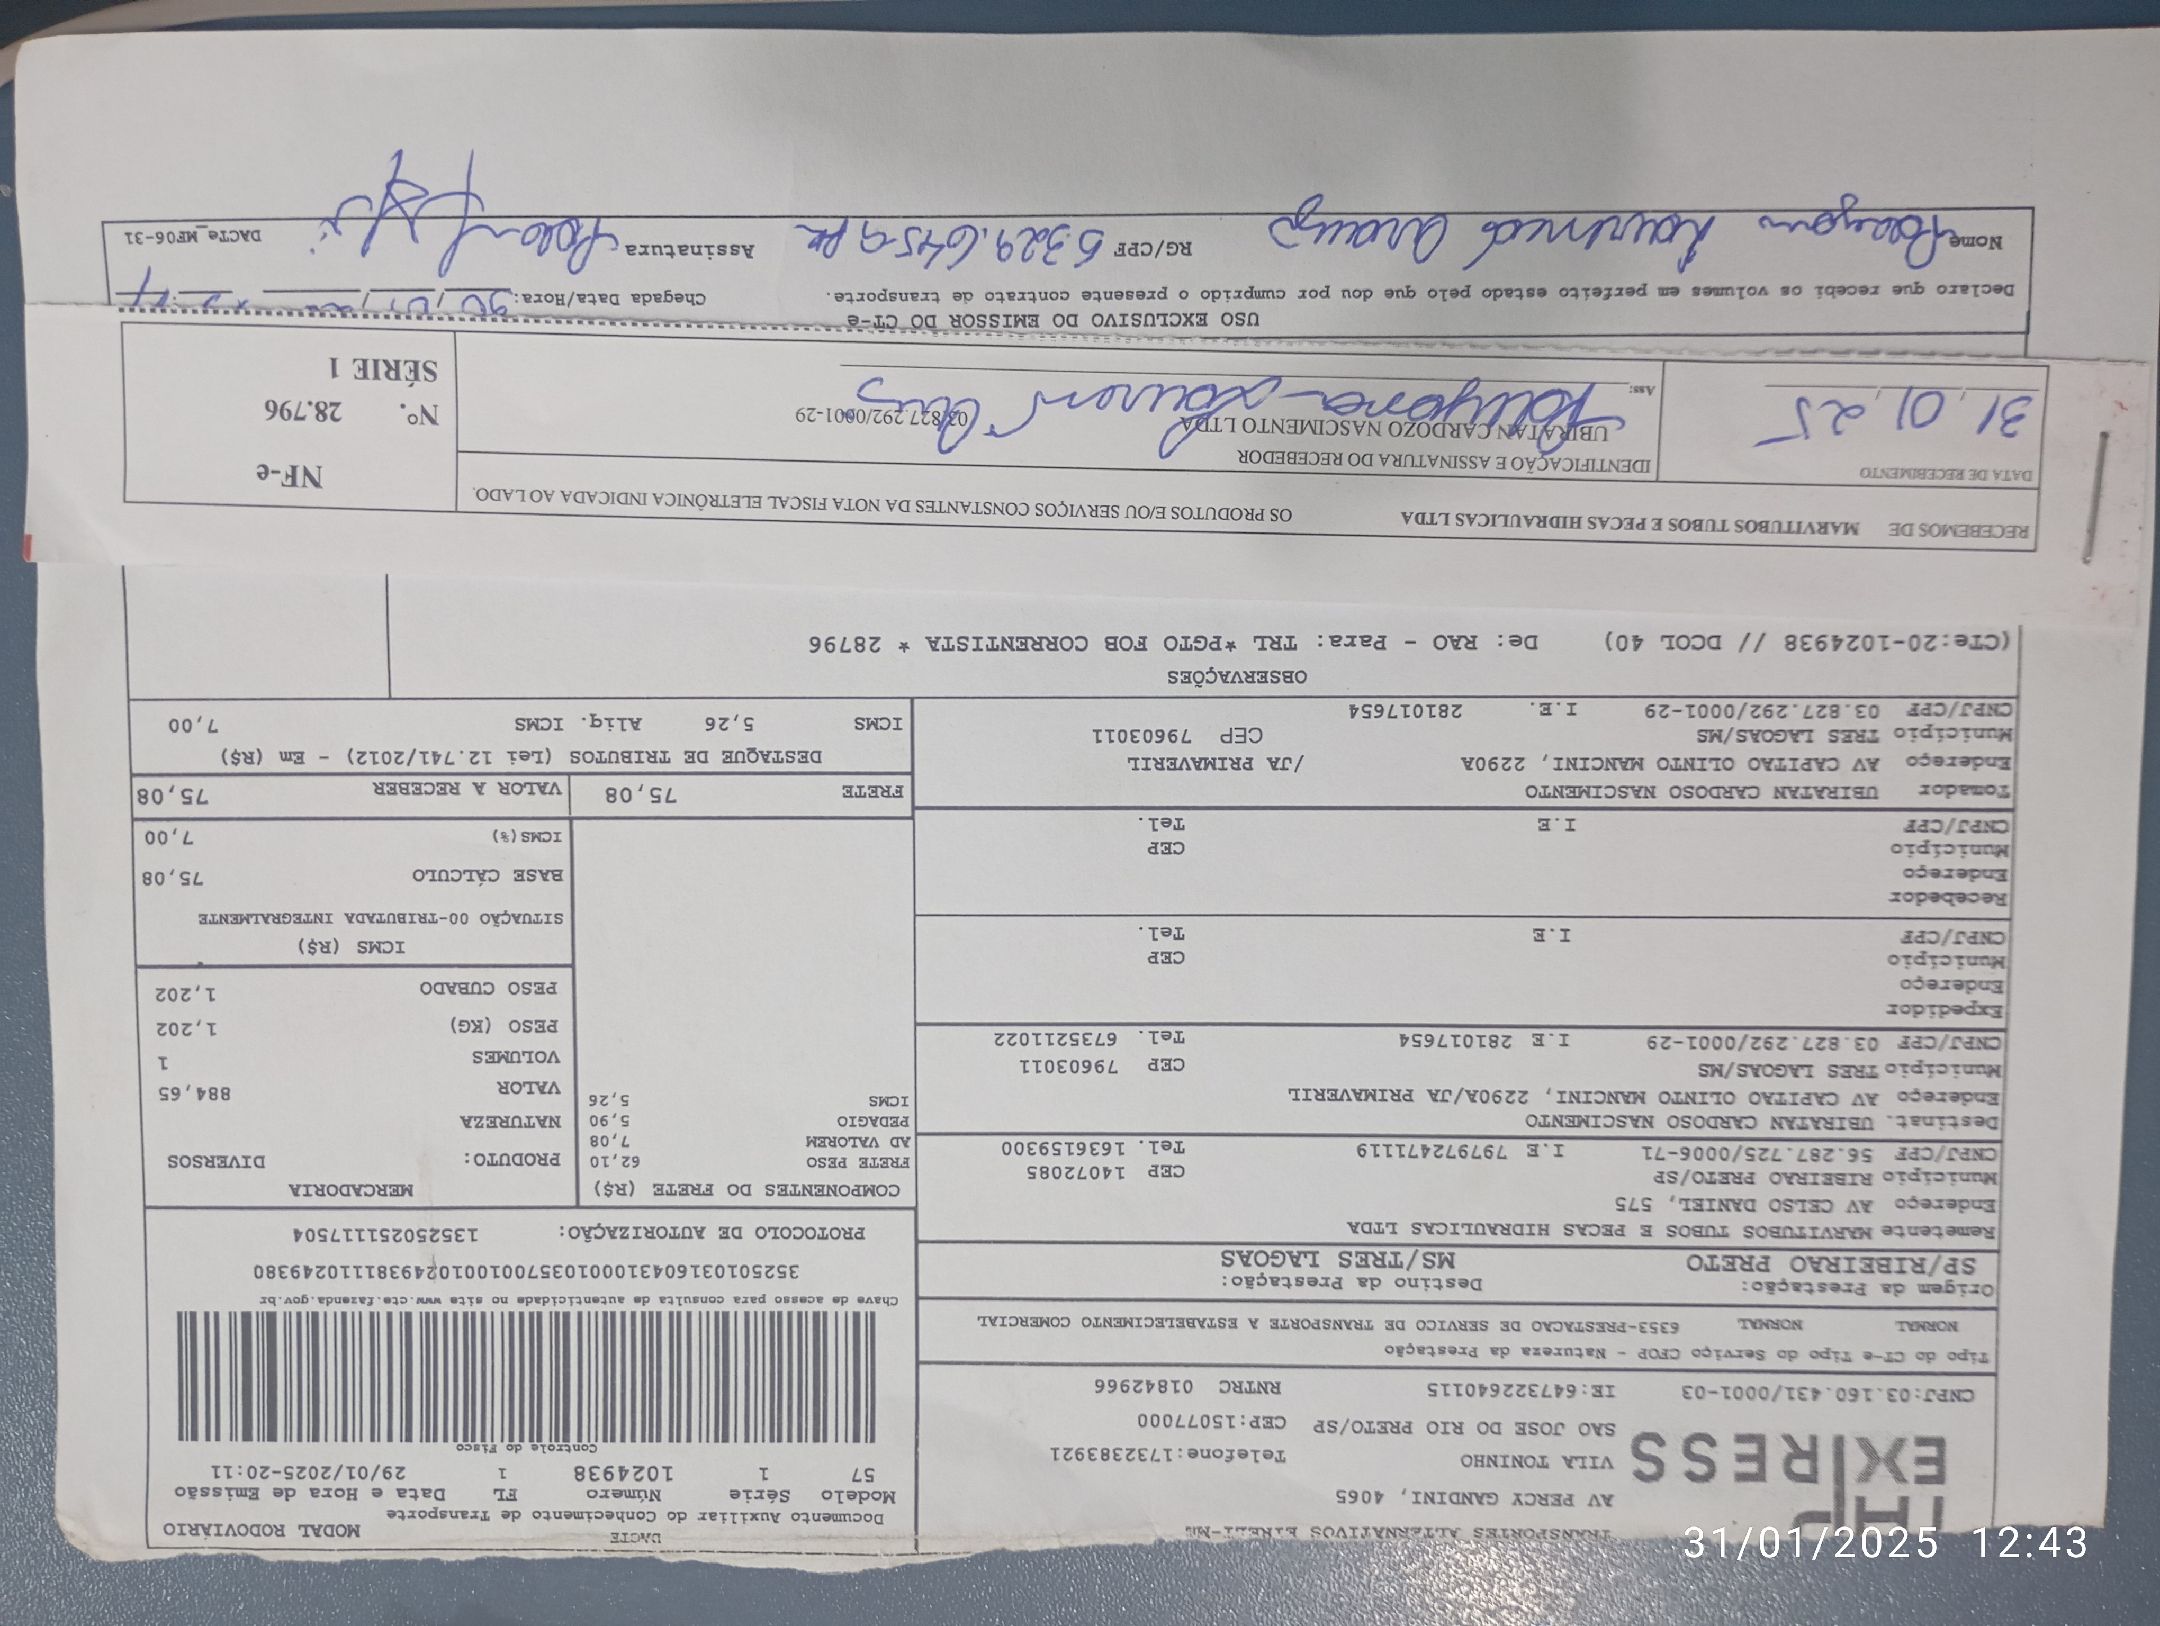 DACTE
MODAL RODOVIÁRIO
TRANSPORTES ALTERNATIVOS EIRELI-ME
Documento Auxiliar do Conhecimento de Transporte
EXPRESS
AV PERCY GANDINI, 4065
Modelo Série Número FL Data e Hora de Emissão
VILA TONINHO Telefone:1732383921
57 1 1024938 1 29/01/2025-20:11
SAO JOSE DO RIO PRETO/SP CEP:15077000
Controle do Fisco
CNPJ:03.160.431/0001-03 IE:647322640115 RNTRC 01842966
Tipo do CT-e Tipo do Serviço CFOP - Natureza da Prestação
NORMAL NORMAL 6353-PRESTACAO DE SERVICO DE TRANSPORTE A ESTABELECIMENTO COMERCIAL
Chave de acesso para consulta de autenticidade no site www.cte.fazenda.gov.br
352501031604310001035700100102493811110249380
Origem da Prestação: Destino da Prestação:
SP/RIBEIRAO PRETO MS/TRES LAGOAS
PROTOCOLO DE AUTORIZAÇÃO: 135250251117504
Remetente MARVITUBOS TUBOS E PECAS HIDRAULICAS LTDA
Endereço AV CELSO DANIEL, 575
Município RIBEIRAO PRETO/SP CEP 14072085
CNPJ/CPF 56.287.725/0006-71 I.E 797972471119 Tel. 1636159300
Destinat. UBIRATAN CARDOSO NASCIMENTO
Endereço AV CAPITAO OLINTO MANCINI, 2290A/JA PRIMAVERIL
Município TRES LAGOAS/MS CEP 79603011
CNPJ/CPF 03.827.292/0001-29 I.E 281017654 Tel. 6735211022
Expedidor
Endereço
Município CEP
CNPJ/CPF I.E Tel.
Recebedor
Endereço
Município CEP
CNPJ/CPF I.E Tel.
Tomador UBIRATAN CARDOSO NASCIMENTO
Endereço AV CAPITAO OLINTO MANCINI, 2290A /JA PRIMAVERIL
Município TRES LAGOAS/MS CEP 79603011
CNPJ/CPF 03.827.292/0001-29 I.E. 281017654
COMPONENTES DO FRETE (R$)
FRETE PESO 62,10
AD VALOREM 7,08
PEDAGIO 5,90
ICMS 5,26
MERCADORIA
PRODUTO: DIVERSOS
NATUREZA
VALOR 884,65
VOLUMES 1
PESO (KG) 1,202
PESO CUBADO 1,202
ICMS (R$)
SITUAÇÃO 00-TRIBUTADA INTEGRALMENTE
BASE CÁLCULO 75,08
ICMS(%) 7,00
FRETE 75,08 VALOR A RECEBER 75,08
DESTAQUE DE TRIBUTOS (Lei 12.741/2012) - Em (R$)
ICMS 5,26 Aliq. ICMS 7,00
OBSERVAÇÕES
(CTe:20-1024938 // DCOL 40) De: RAO - Para: TRL *PGTO FOB CORRENTISTA * 28796
RECEBEMOS DE MARVITUBOS TUBOS E PECAS HIDRAULICAS LTDA OS PRODUTOS E/OU SERVIÇOS CONSTANTES DA NOTA FISCAL ELETRÔNICA INDICADA AO LADO.
NF-e
DATA DE RECEBIMENTO
IDENTIFICAÇÃO E ASSINATURA DO RECEBEDOR
31,01,25
UBIRATAN CARDOZO NASCIMENTO LTDA 03.827.292/0001-29
Nº. 28.796
Ass:
SÉRIE 1
USO EXCLUSIVO DO EMISSOR DO CT-e
Declaro que recebi os volumes em perfeito estado pelo que dou por cumprido o presente contrato de transporte. Chegada Data/Hora:
Nome RG/CPF 5.329.645-9 Assinatura DACTe_MF06-31
31/01/2025 12:43